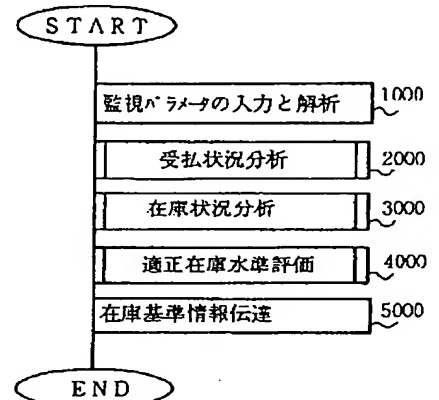 START
監視パラメータの入力と解析 1000
受払状況分析 2000
在庫状況分析 3000
適正在庫水準評価 4000
在庫基準情報伝達 5000
END